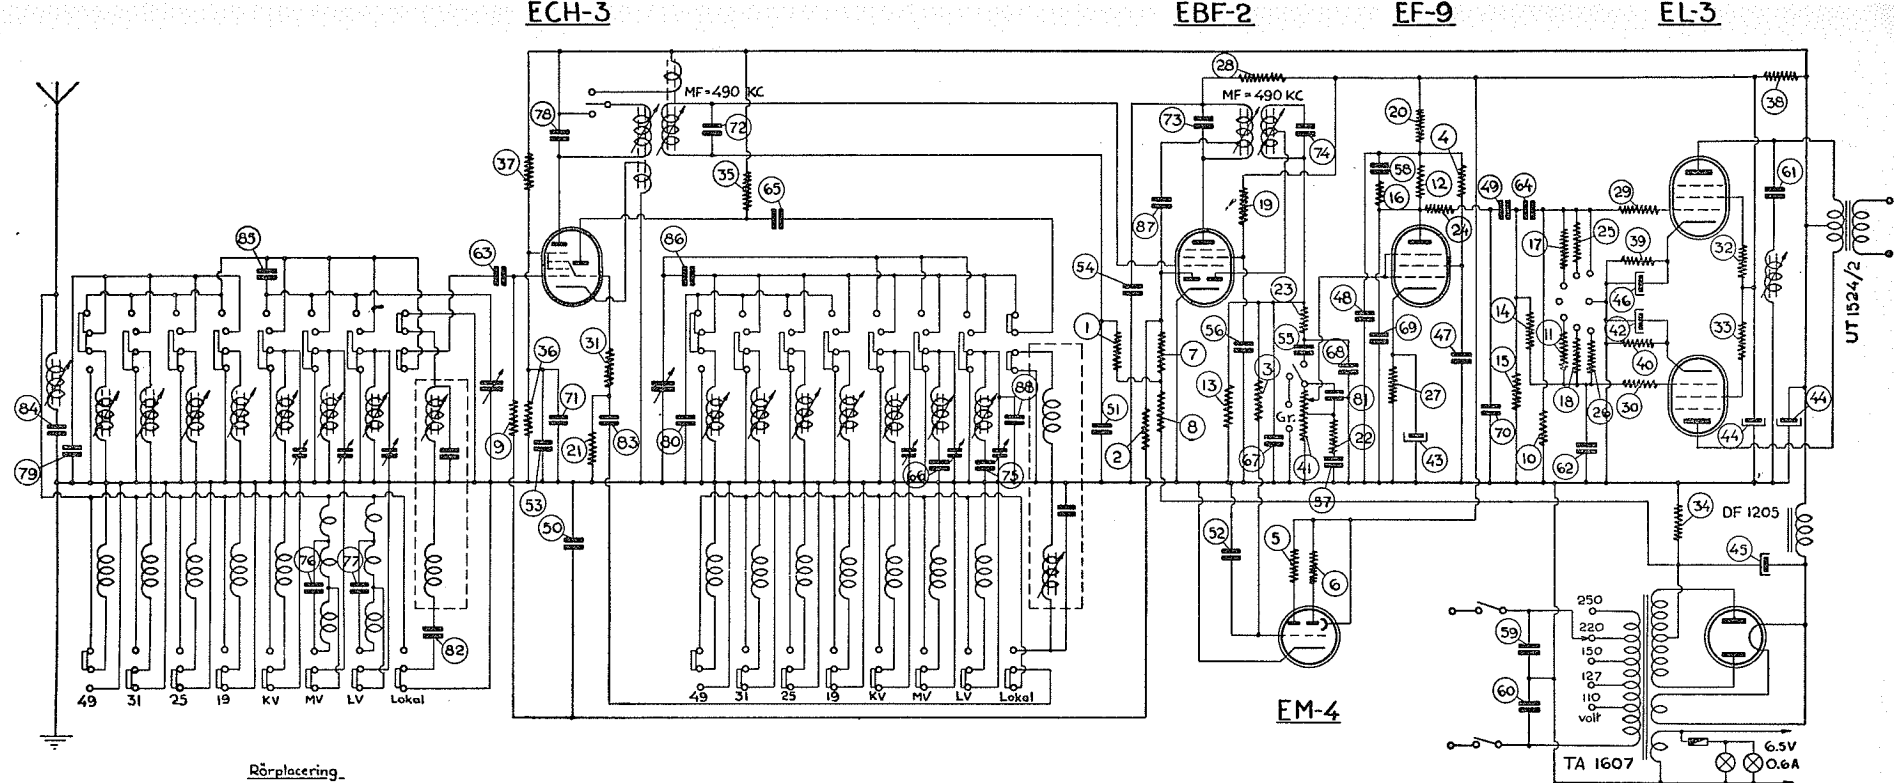 ECH-3 EBF-2 EF-9 EL-3
28
MF=490 KC MF=490 KC 38
78 72 73 74 20 4
37 35 65 58 12 49 64 29 61
87 19 16 24 17 25 39 32
85 63 86 54 23 48 46 UT1524/2
1 56 55 69 14 11 42
36 31 7 68 47 40 33
84 71 88 13 3 81 27 15 18 26 30
79 9 21 83 80 51 8 Gr. 22 70 44 44
53 66 75 2 67 41 57 43 10 62
50 52 5 34 DF 1205
76 77 6 45
82 59 250
220
150
49 31 25 19 KV MV LV Lokal 49 31 25 19 KV MV LV Lokal 60 127
110
volt
EM-4
TA 1607 6.5V
0.6A
Rörplacering